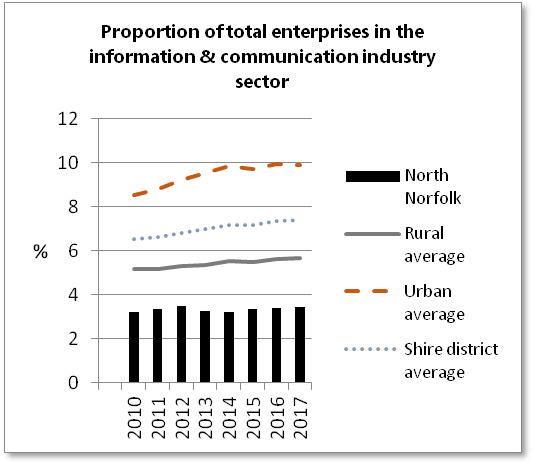 Proportion of total enterprises in the
information & communication industry
sector
12
10
8
6
4
2
0
%
2010
2011
2012
2013
2014
2015
2016
2017
North
Norfolk
Rural
average
Urban
average
Shire district
average